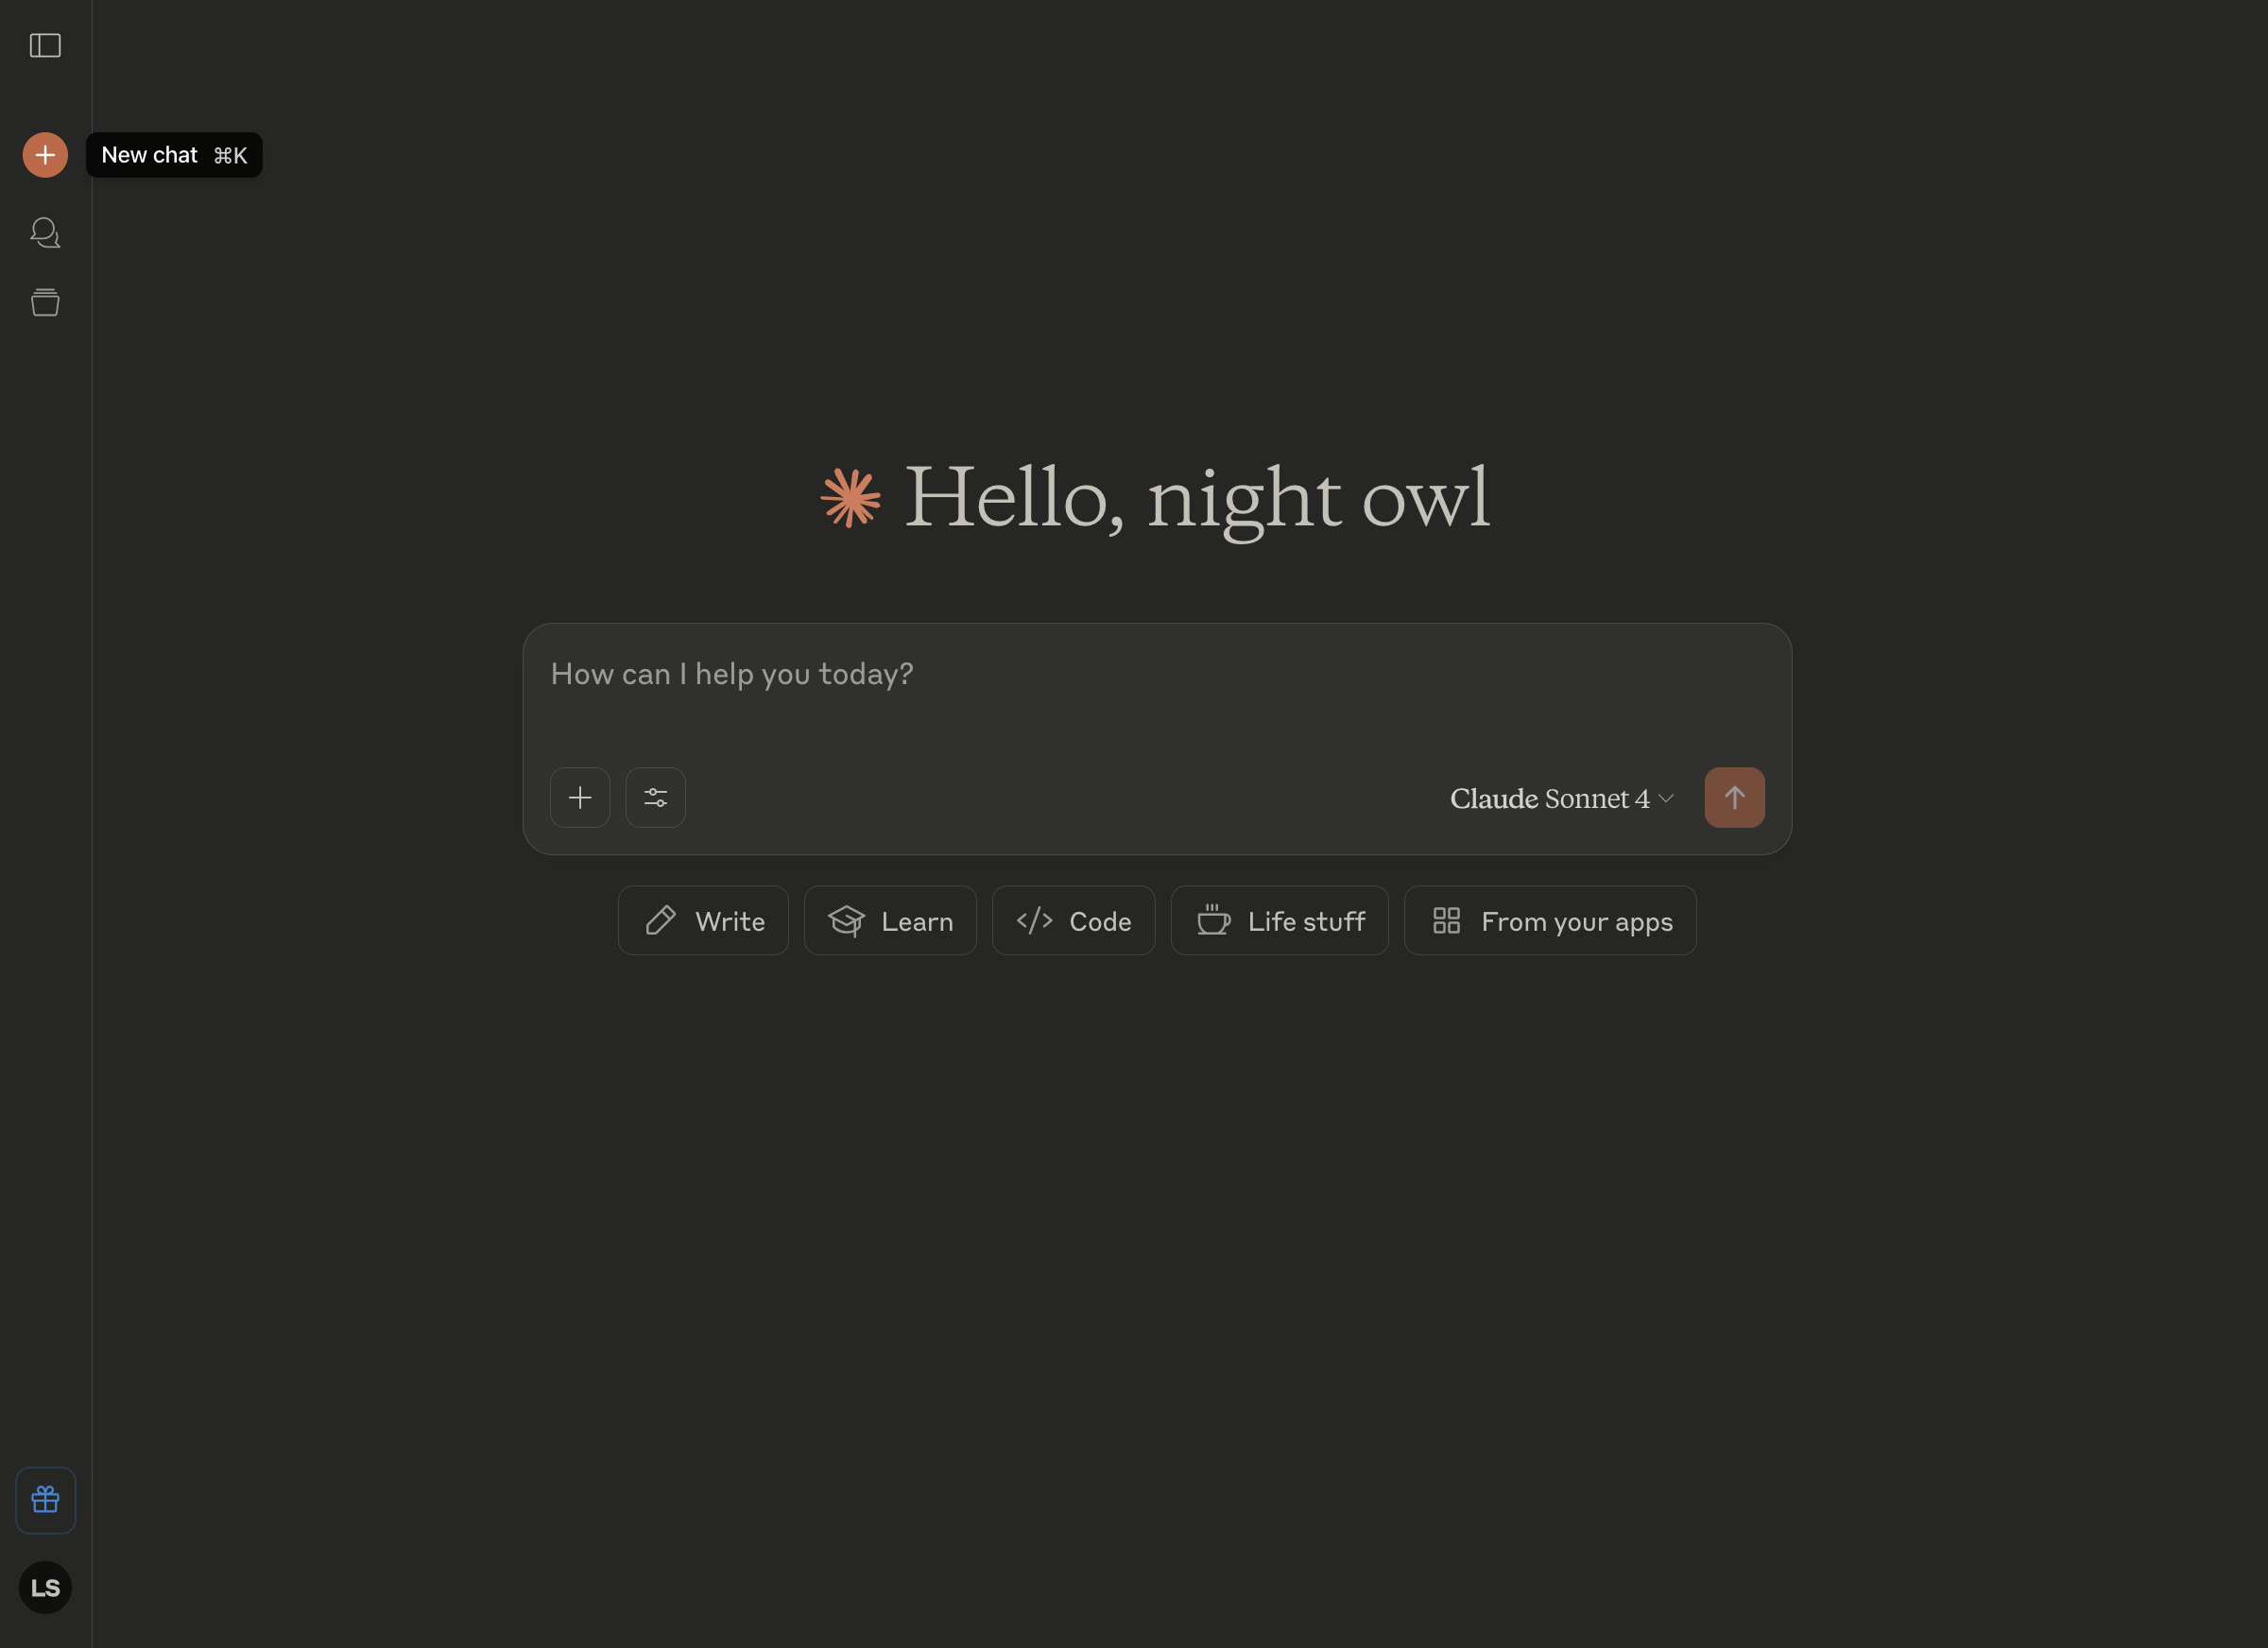 New chat ⌘K
Hello, night owl
How can I help you today?
Claude Sonnet 4
Write
Learn
Code
Life stuff
From your apps
LS